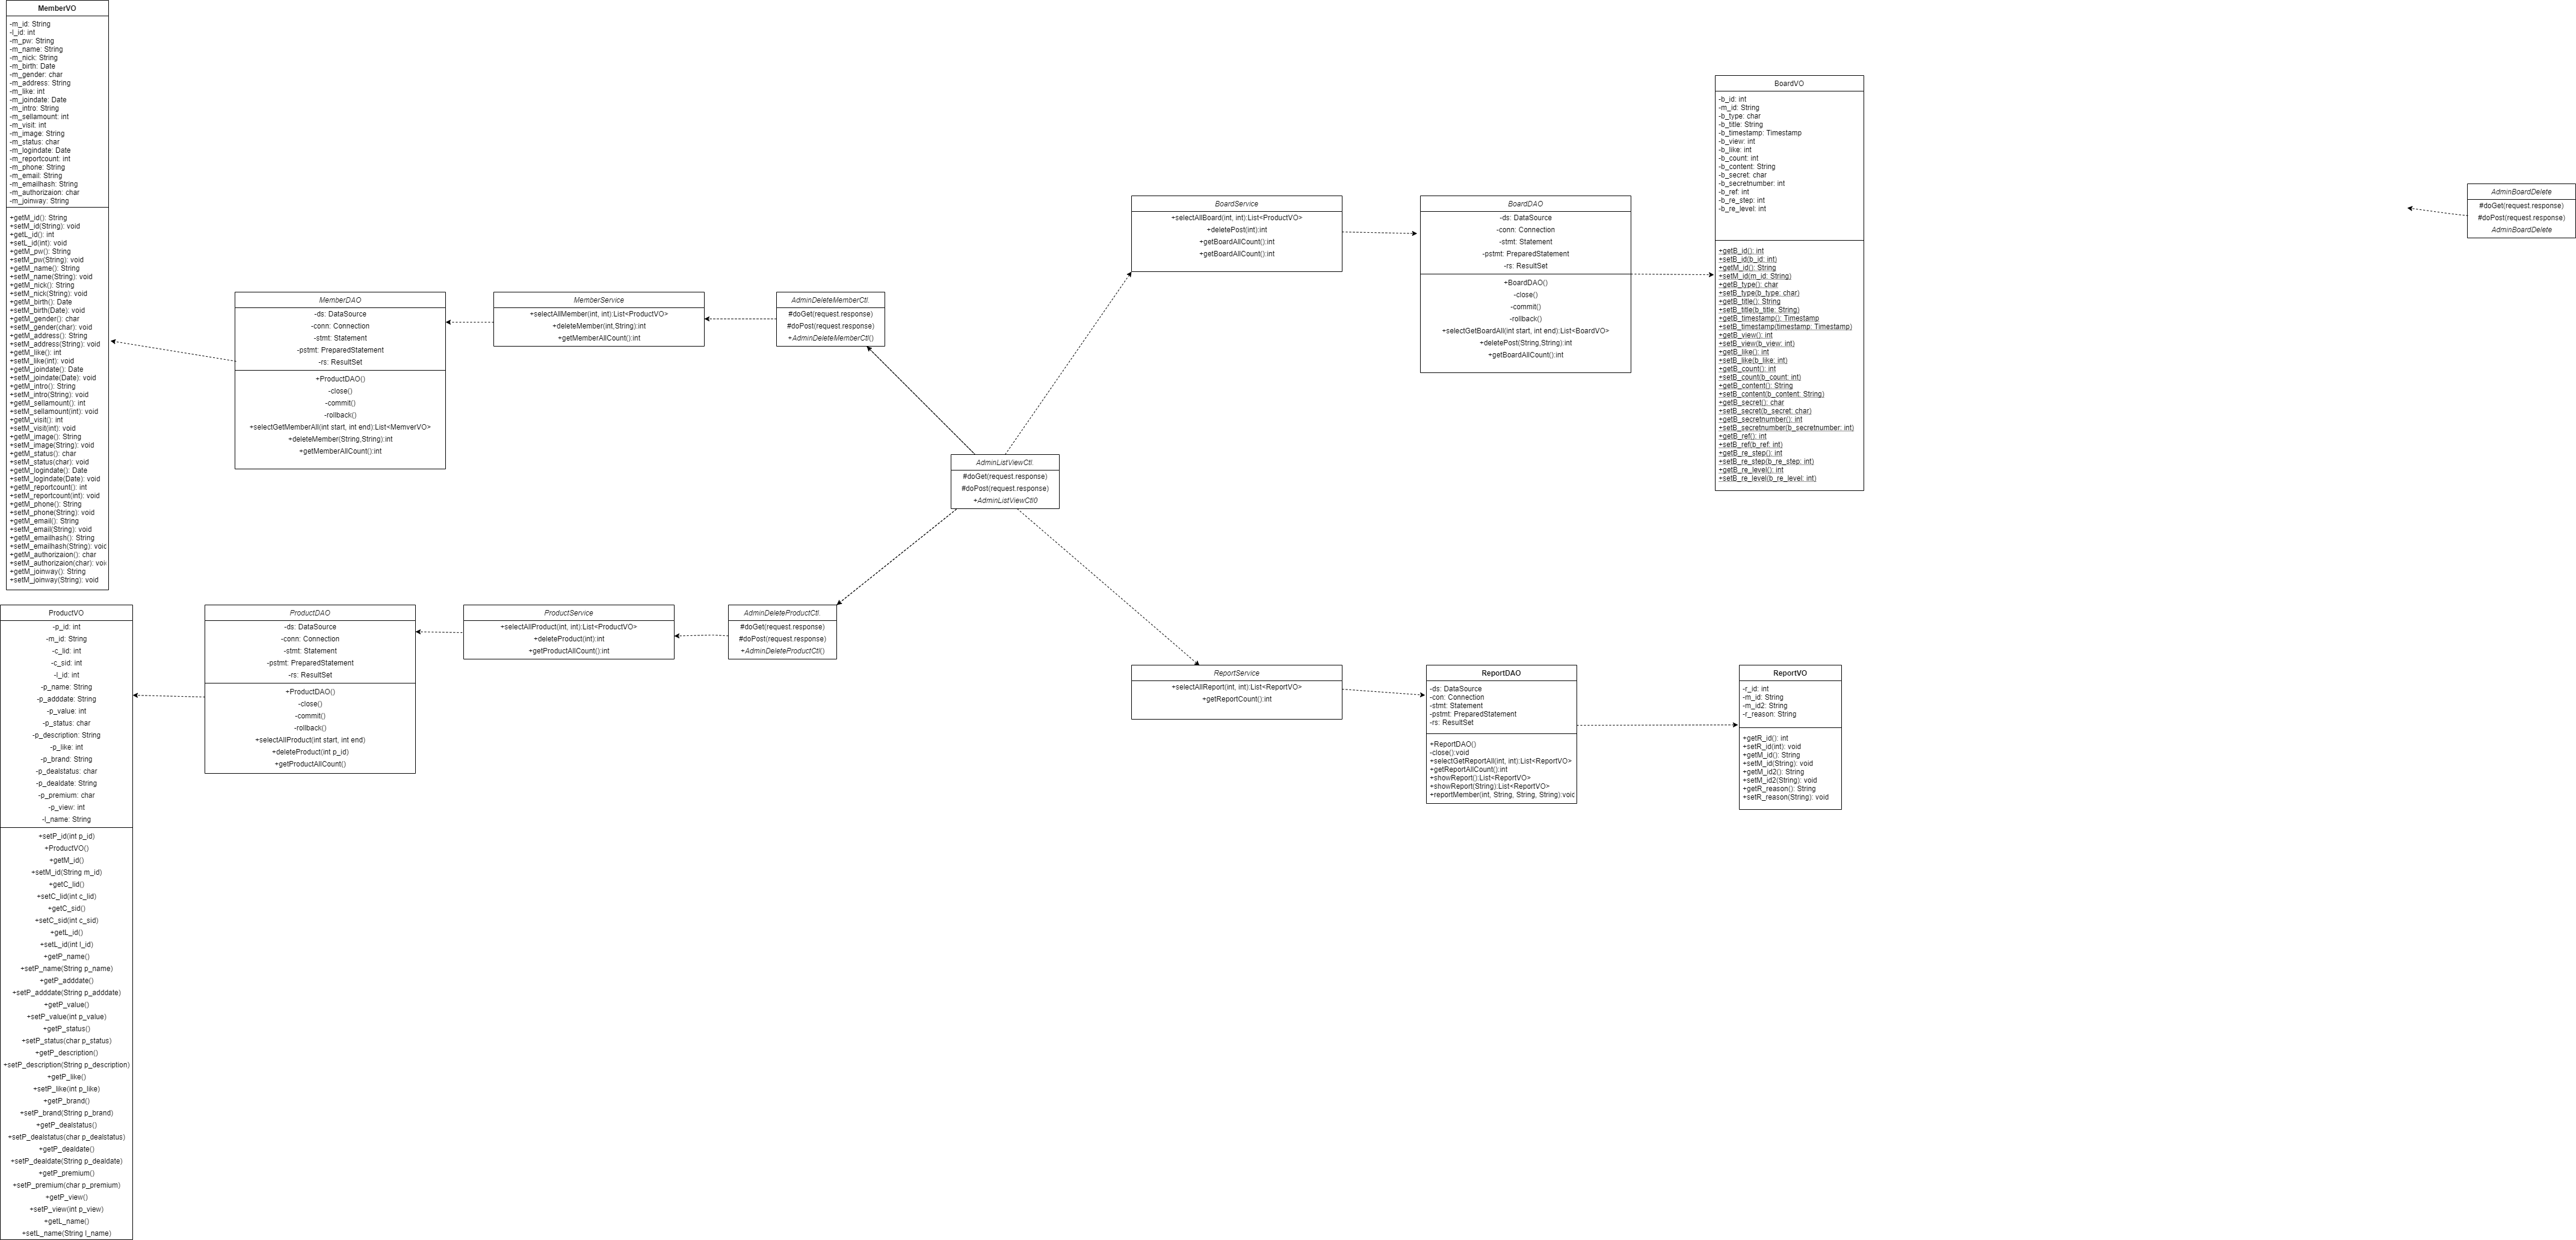 MemberVO
-m_id: String
-l_id: int
-m_pw: String
-m_name: String
-m_nick: String
-m_birth: Date
-m_gender: char
-m_address: String
-m_like: int
-m_joindate: Date
-m_intro: String
-m_sellamount: int
-m_visit: int
-m_image: String
-m_status: char
-m_logindate: Date
-m_reportcount: int
-m_phone: String
-m_email: String
-m_emailhash: String
-m_authorizaion: char
-m_joinway: String
+getM_id(): String
+setM_id(String): void
+getL_id(): int
+setL_id(int): void
+getM_pw(): String
+setM_pw(String): void
+getM_name(): String
+setM_name(String): void
+getM_nick(): String
+setM_nick(String): void
+getM_birth(): Date
+setM_birth(Date): void
+getM_gender(): char
+setM_gender(char): void
+getM_address(): String
+setM_address(String): void
+getM_like(): int
+setM_like(int): void
+getM_joindate(): Date
+setM_joindate(Date): void
+getM_intro(): String
+setM_intro(String): void
+getM_sellamount(): int
+setM_sellamount(int): void
+getM_visit(): int
+setM_visit(int): void
+getM_image(): String
+setM_image(String): void
+getM_status(): char
+setM_status(char): void
+getM_logindate(): Date
+setM_logindate(Date): void
+getM_reportcount(): int
+setM_reportcount(int): void
+getM_phone(): String
+setM_phone(String): void
+getM_email(): String
+setM_email(String): void
+getM_emailhash(): String
+setM_emailhash(String): void
+getM_authorizaion(): char
+setM_authorizaion(char): voi
+getM_joinway(): String
+setM_joinway(String): void
MemberDAO
-ds: DataSource
-conn: Connection
-stmt: Statement
-pstmt: PreparedStatement
-rs: ResultSet
+ProductDAO()
-close()
-commit()
-rollback()
+selectGetMemberAll(int start, int end):List<MemverVO>
+deleteMember(String,String):int
+getMemberAllCount():int
MemberService
+selectAllMember(int, int):List<ProductVO>
+deleteMember(int,String):int
+getMemberAllCount():int
AdminDeleteMemberCtl.
#doGet(request.response)
#doPost(request.response)
+AdminDeleteMemberCtl()
AdminListViewCtl.
#doGet(request.response)
#doPost(request.response)
+AdminListViewCtl0
BoardService
+selectAllBoard(int, int):List<ProductVO>
+deletePost(int):int
+getBoardAllCount():int
+getBoardAllCount():int
BoardDAO
-ds: DataSource
-conn: Connection
-stmt: Statement
-pstmt: PreparedStatement
-rs: ResultSet
+BoardDAO()
-close()
-commit()
-rollback()
+selectGetBoardAll(int start, int end):List<BoardVO>
+deletePost(String,String):int
+getBoardAllCount():int
BoardVO
-b_id: int
-m_id: String
-b_type: char
-b_title: String
-b_timestamp: Timestamp
-b_view: int
-b_like: int
-b_count: int
-b_content: String
-b_secret: char
-b_secretnumber: int
-b_ref: int
-b_re_step: int
-b_re_level: int
+getB_id(): int
+setB_id(b_id: int)
+getM_id(): String
+setM_id(m_id: String)
+getB_type(): char
+setB_type(b_type: char)
+getB_title(): String
+setB_title(b_title: String)
+getB_timestamp(): Timestamp
+setB_timestamp(timestamp: Timestamp)
+getB_view(): int
+setB_view(b_view: int)
+getB_like(): int
+setB_like(b_like: int)
+getB_count(): int
+setB_count(b_count: int)
+getB_content(): String
+setB_content(b_content: String)
+getB_secret(): char
+setB_secret(b_secret: char)
+getB_secretnumber(): int
+setB_secretnumber(b_secretnumber: int)
+getB_ref(): int
+setB_ref(b_ref: int)
+getB_re_step(): int
+setB_re_step(b_re_step: int)
+getB_re_level(): int
+setB_re_level(b_re_level: int)
AdminBoardDelete
#doGet(request.response)
#doPost(request.response)
AdminBoardDelete
ProductVO
-p_id: int
-m_id: String
-c_lid: int
-c_sid: int
-l_id: int
-p_name: String
-p_adddate: String
-p_value: int
-p_status: char
-p_description: String
-p_like: int
-p_brand: String
-p_dealstatus: char
-p_dealdate: String
-p_premium: char
-p_view: int
-l_name: String
+setP_id(int p_id)
+ProductVO()
+getM_id()
+setM_id(String m_id)
+getC_lid()
+setC_lid(int c_lid)
+getC_sid()
+setC_sid(int c_sid)
+getL_id()
+setL_id(int l_id)
+getP_name()
+setP_name(String p_name)
+getP_adddate()
+setP_adddate(String p_adddate)
+getP_value()
+setP_value(int p_value)
+getP_status()
+setP_status(char p_status)
+getP_description()
+setP_description(String p_description)
+getP_like()
+setP_like(int p_like)
+getP_brand()
+setP_brand(String p_brand)
+getP_dealstatus()
+setP_dealstatus(char p_dealstatus)
+getP_dealdate()
+setP_dealdate(String p_dealdate)
+getP_premium()
+setP_premium(char p_premium)
+getP_view()
+setP_view(int p_view)
+getL_name()
+setL_name(String l_name)
ProductDAO
-ds: DataSource
-conn: Connection
-stmt: Statement
-pstmt: PreparedStatement
-rs: ResultSet
+ProductDAO()
-close()
-commit()
-rollback()
+selectAllProduct(int start, int end)
+deleteProduct(int p_id)
+getProductAllCount()
ProductService
+selectAllProduct(int, int):List<ProductVO>
+deleteProduct(int):int
+getProductAllCount():int
AdminDeleteProductCtl.
#doGet(request.response)
#doPost(request.response)
+AdminDeleteProductCtl()
ReportService
+selectAllReport(int, int):List<ReportVO>
+getReportCount():int
ReportDAO
-ds: DataSource
-con: Connection
-stmt: Statement
-pstmt: PreparedStatement
-rs: ResultSet
+ReportDAO()
-close():void
+selectGetReportAll(int, int):List<ReportVO>
+getReportAllCount():int
+showReport():List<ReportVO>
+showReport(String):List<ReportVO>
+reportMember(int, String, String, String):void
ReportVO
-r_id: int
-m_id: String
-m_id2: String
-r_reason: String
+getR_id(): int
+setR_id(int): void
+getM_id(): String
+setM_id(String): void
+getM_id2(): String
+setM_id2(String): void
+getR_reason(): String
+setR_reason(String): void